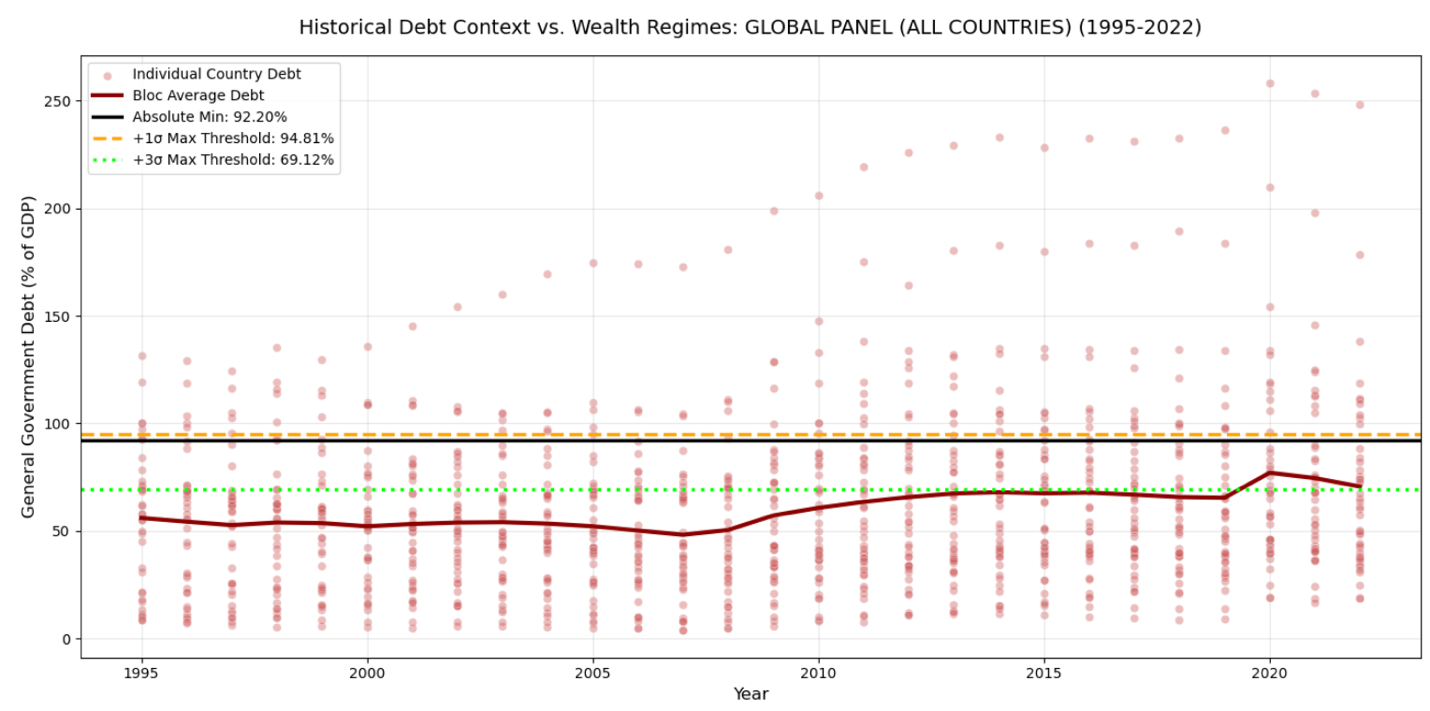 Historical Debt Context vs. Wealth Regimes: GLOBAL PANEL (ALL COUNTRIES) (1995-2022)
Individual Country Debt
Bloc Average Debt
Absolute Min: 92.20%
+1σ Max Threshold: 94.81%
+3σ Max Threshold: 69.12%
General Government Debt (% of GDP)
250
200
150
100
50
0
1995
2000
2005
2010
2015
2020
Year